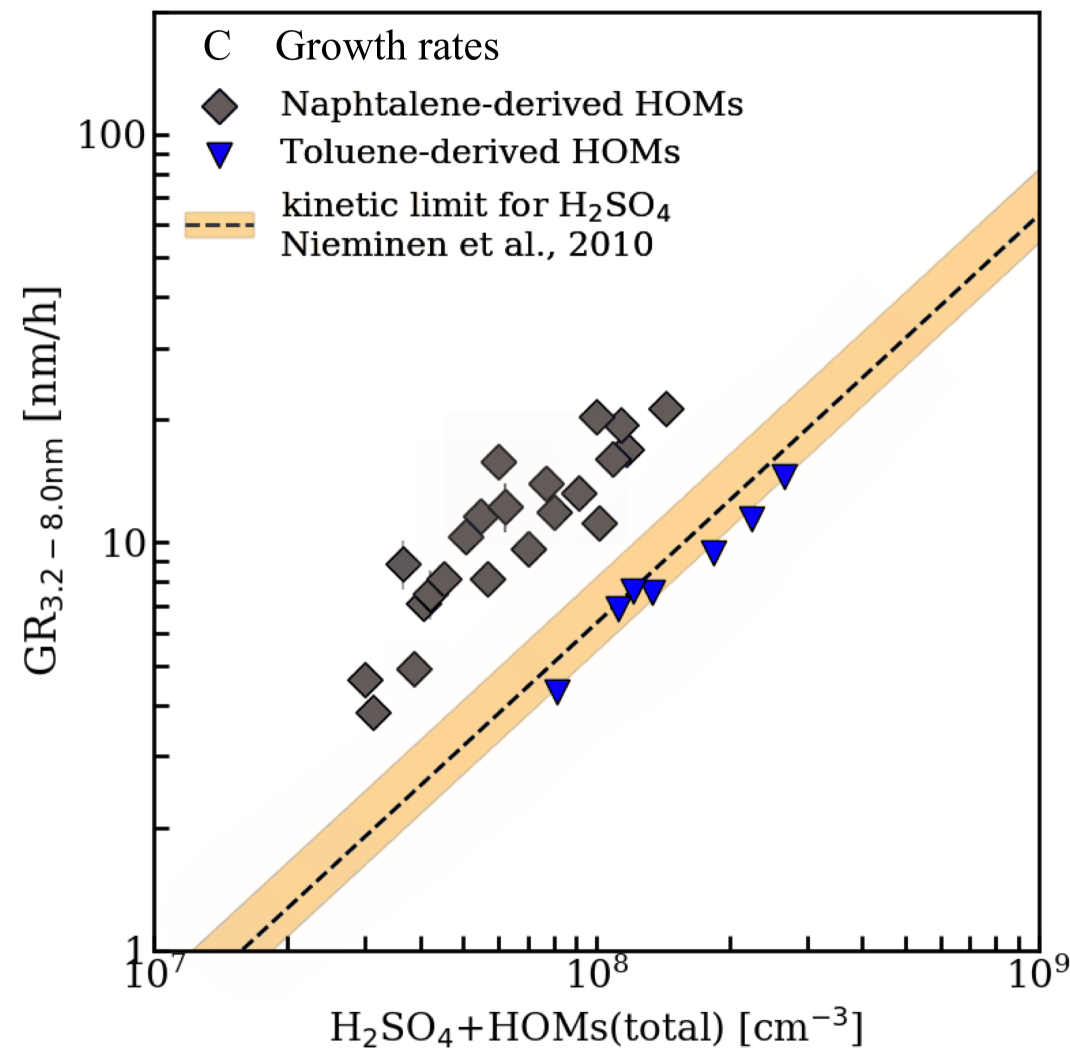 C Growth rates
Naphtalene-derived HOMs
Toluene-derived HOMs
kinetic limit for H₂SO₄
Nieminen et al., 2010
100
10
1
GR₃.₂ ₋ ₈.₀ₙₘ [nm/h]
10⁷ 10⁸ 10⁹
H₂SO₄+HOMs(total) [cm⁻³]